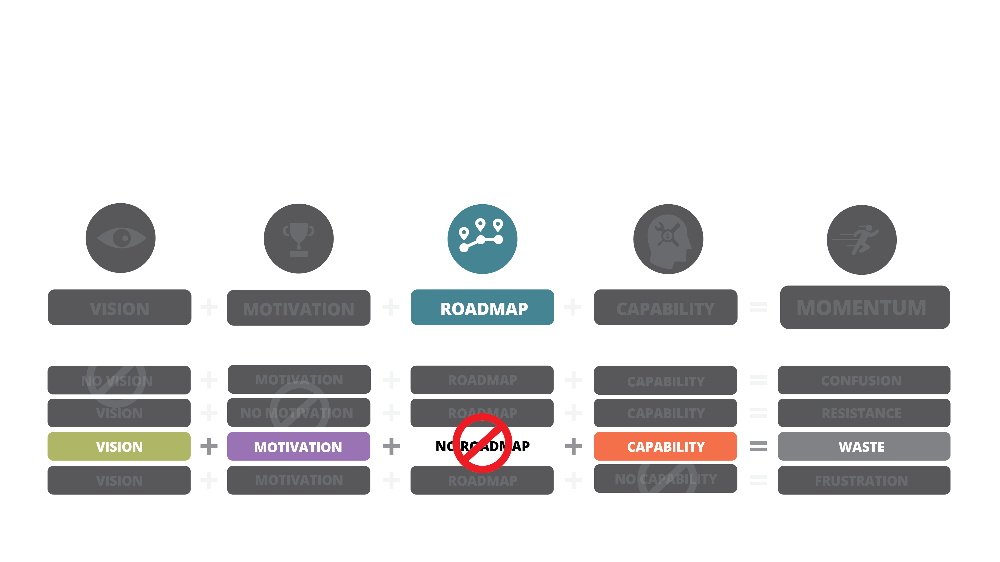 $
VISION + MOTIVATION + ROADMAP + CAPABILITY = MOMENTUM
NO VISION + MOTIVATION + ROADMAP + CAPABILITY = CONFUSION
VISION + NO MOTIVATION + ROADMAP + CAPABILITY = RESISTANCE
VISION + MOTIVATION + NO ROADMAP + CAPABILITY = WASTE
VISION + MOTIVATION + ROADMAP + NO CAPABILITY = FRUSTRATION